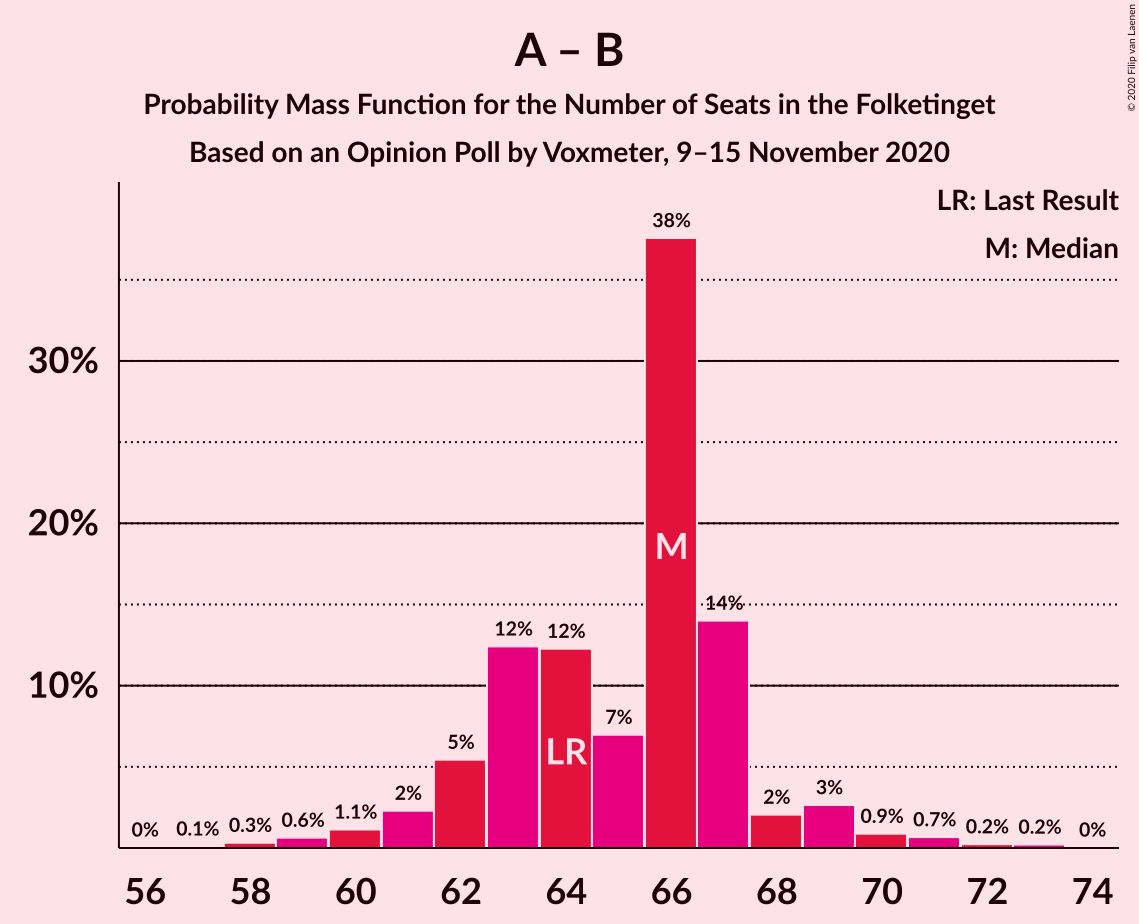 A – B
Probability Mass Function for the Number of Seats in the Folketinget
Based on an Opinion Poll by Voxmeter, 9–15 November 2020
© 2020 Filip van Laenen
LR: Last Result
M: Median
30%
20%
10%
0%
0.1%
0.3%
0.6%
1.1%
2%
5%
12%
12%
7%
38%
14%
2%
3%
0.9%
0.7%
0.2%
0.2%
0%
LR
M
56 58 60 62 64 66 68 70 72 74